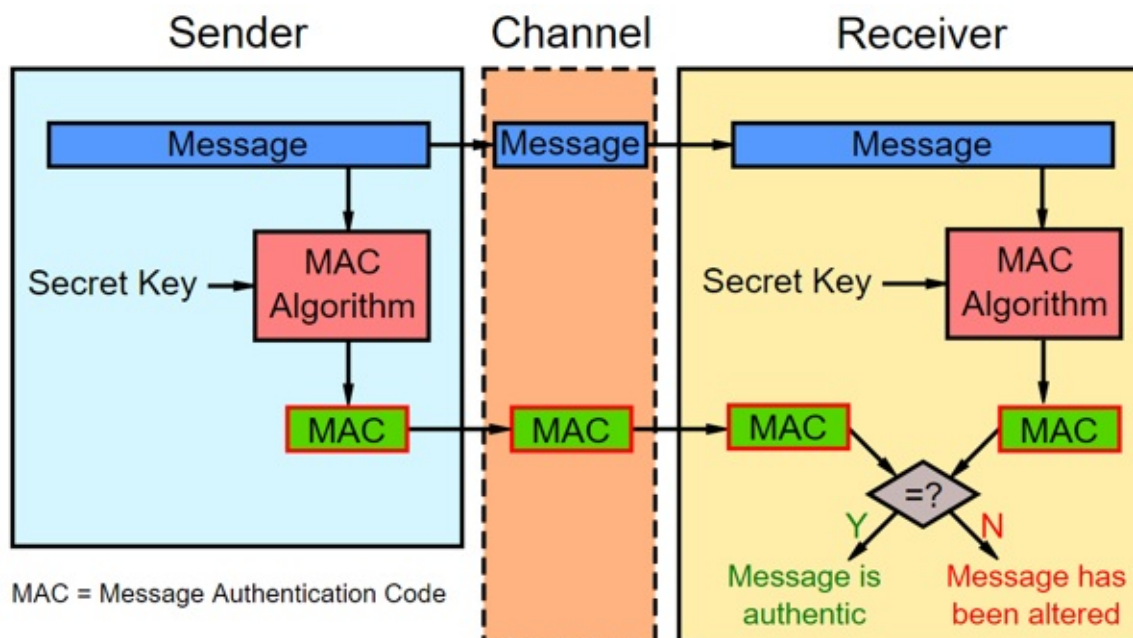 Sender
Channel
Receiver
Message
Message
Message
Secret Key
MAC
Algorithm
Secret Key
MAC
Algorithm
MAC
MAC
MAC
MAC
=?
Y
N
Message is
authentic
Message has
been altered
MAC = Message Authentication Code